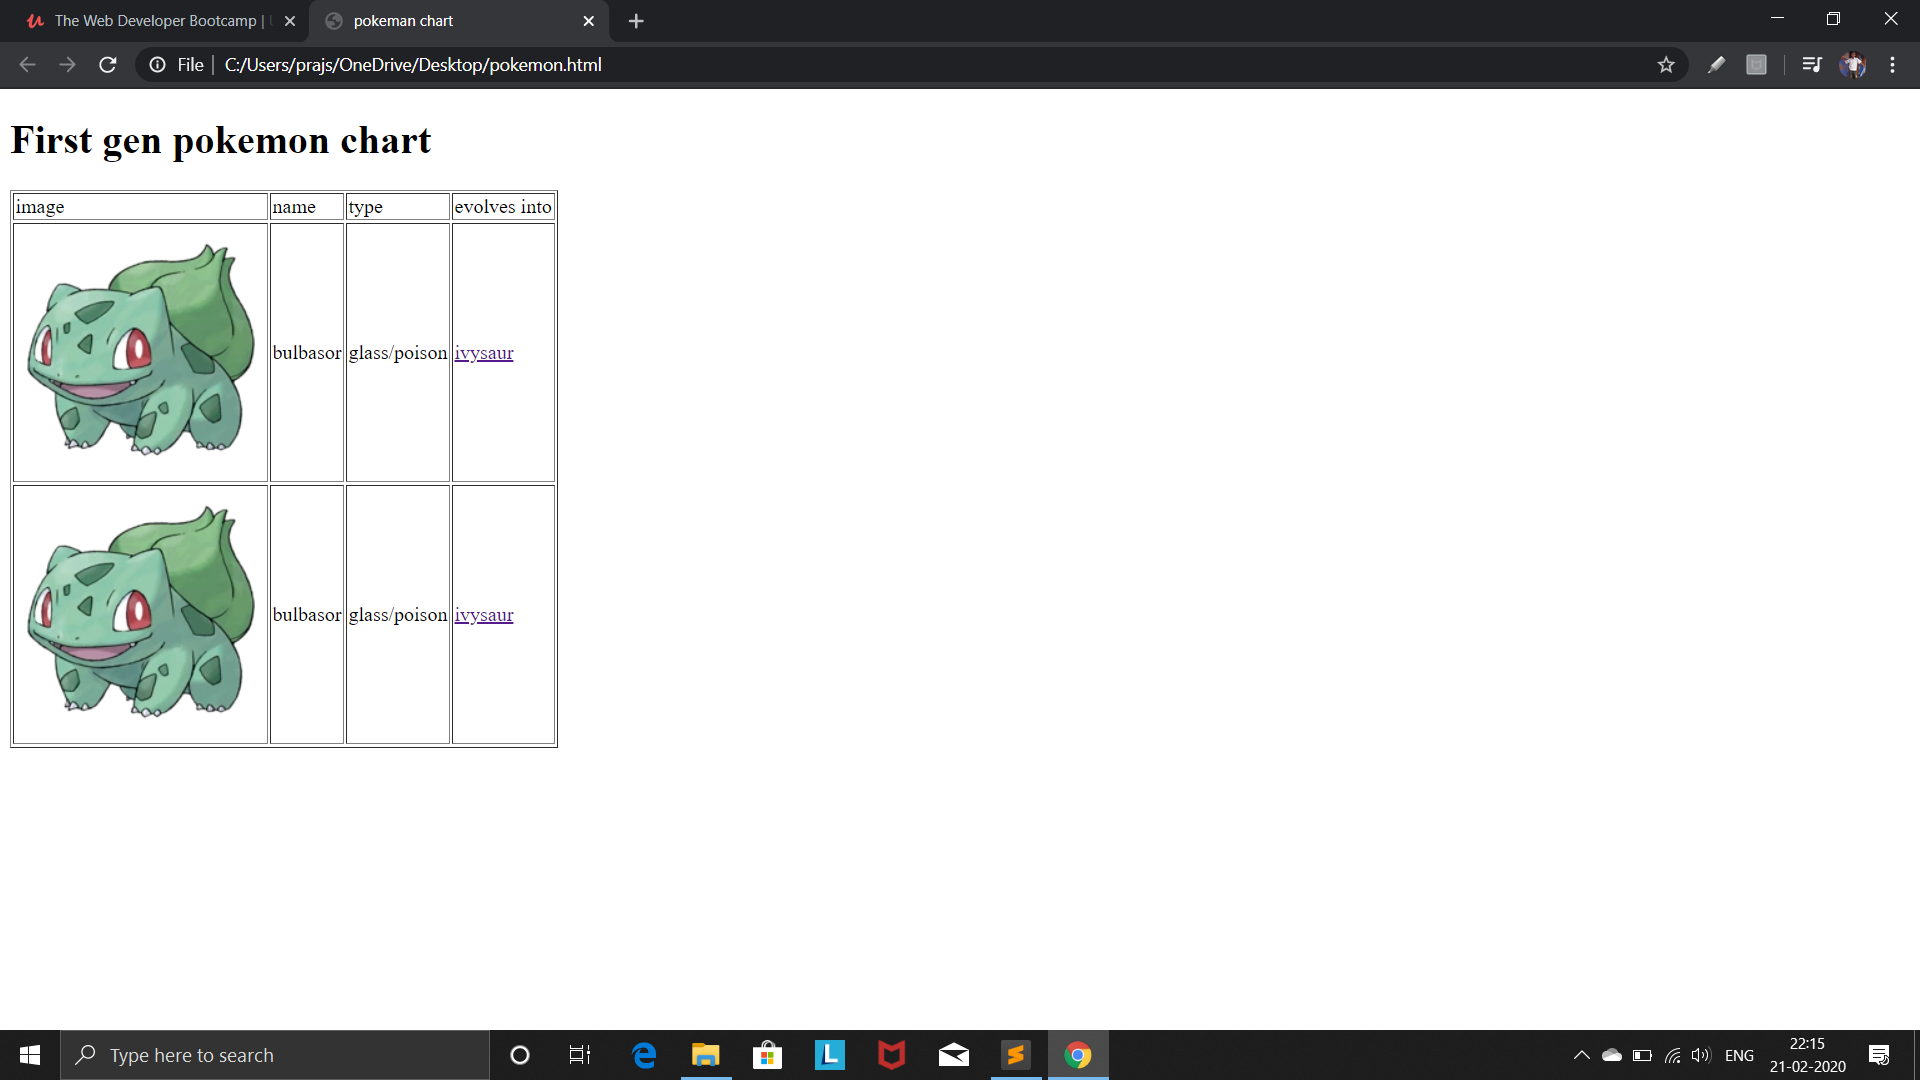 The Web Developer Bootcamp |
pokeman chart
File
C:/Users/prajs/OneDrive/Desktop/pokemon.html
First gen pokemon chart
image name type evolves into
bulbasor glass/poison ivysaur
bulbasor glass/poison ivysaur
Type here to search
ENG
22:15
21-02-2020